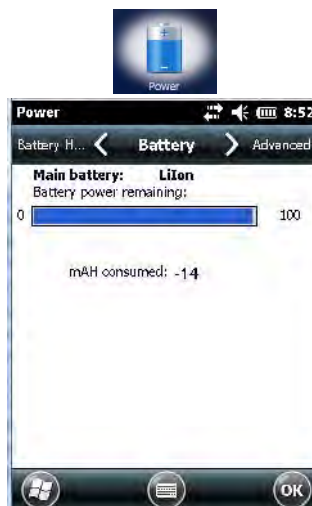 Power
Power 8:52
Battery H... Battery Advanced
Main battery: LiIon
Battery power remaining:
0 100
mAH consumed: -14
OK